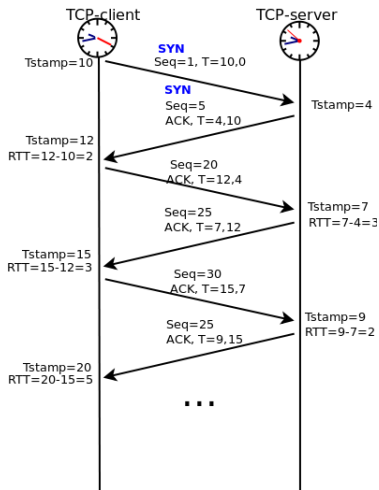 TCP-client TCP-server
SYN
Tstamp=10
Seq=1, T=10,0
SYN
Seq=5
ACK, T=4,10
Tstamp=4
Tstamp=12
RTT=12-10=2
Seq=20
ACK, T=12,4
Tstamp=7
RTT=7-4=3
Seq=25
ACK, T=7,12
Tstamp=15
RTT=15-12=3
Seq=30
ACK, T=15,7
Tstamp=9
RTT=9-7=2
Seq=25
ACK, T=9,15
Tstamp=20
RTT=20-15=5
...